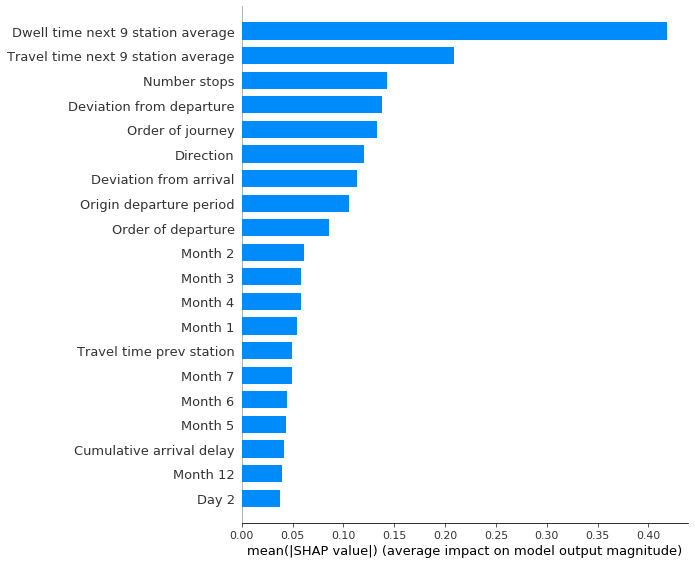 Dwell time next 9 station average
Travel time next 9 station average
Number stops
Deviation from departure
Order of journey
Direction
Deviation from arrival
Origin departure period
Order of departure
Month 2
Month 3
Month 4
Month 1
Travel time prev station
Month 7
Month 6
Month 5
Cumulative arrival delay
Month 12
Day 2
0.00 0.05 0.10 0.15 0.20 0.25 0.30 0.35 0.40
mean(|SHAP value|) (average impact on model output magnitude)